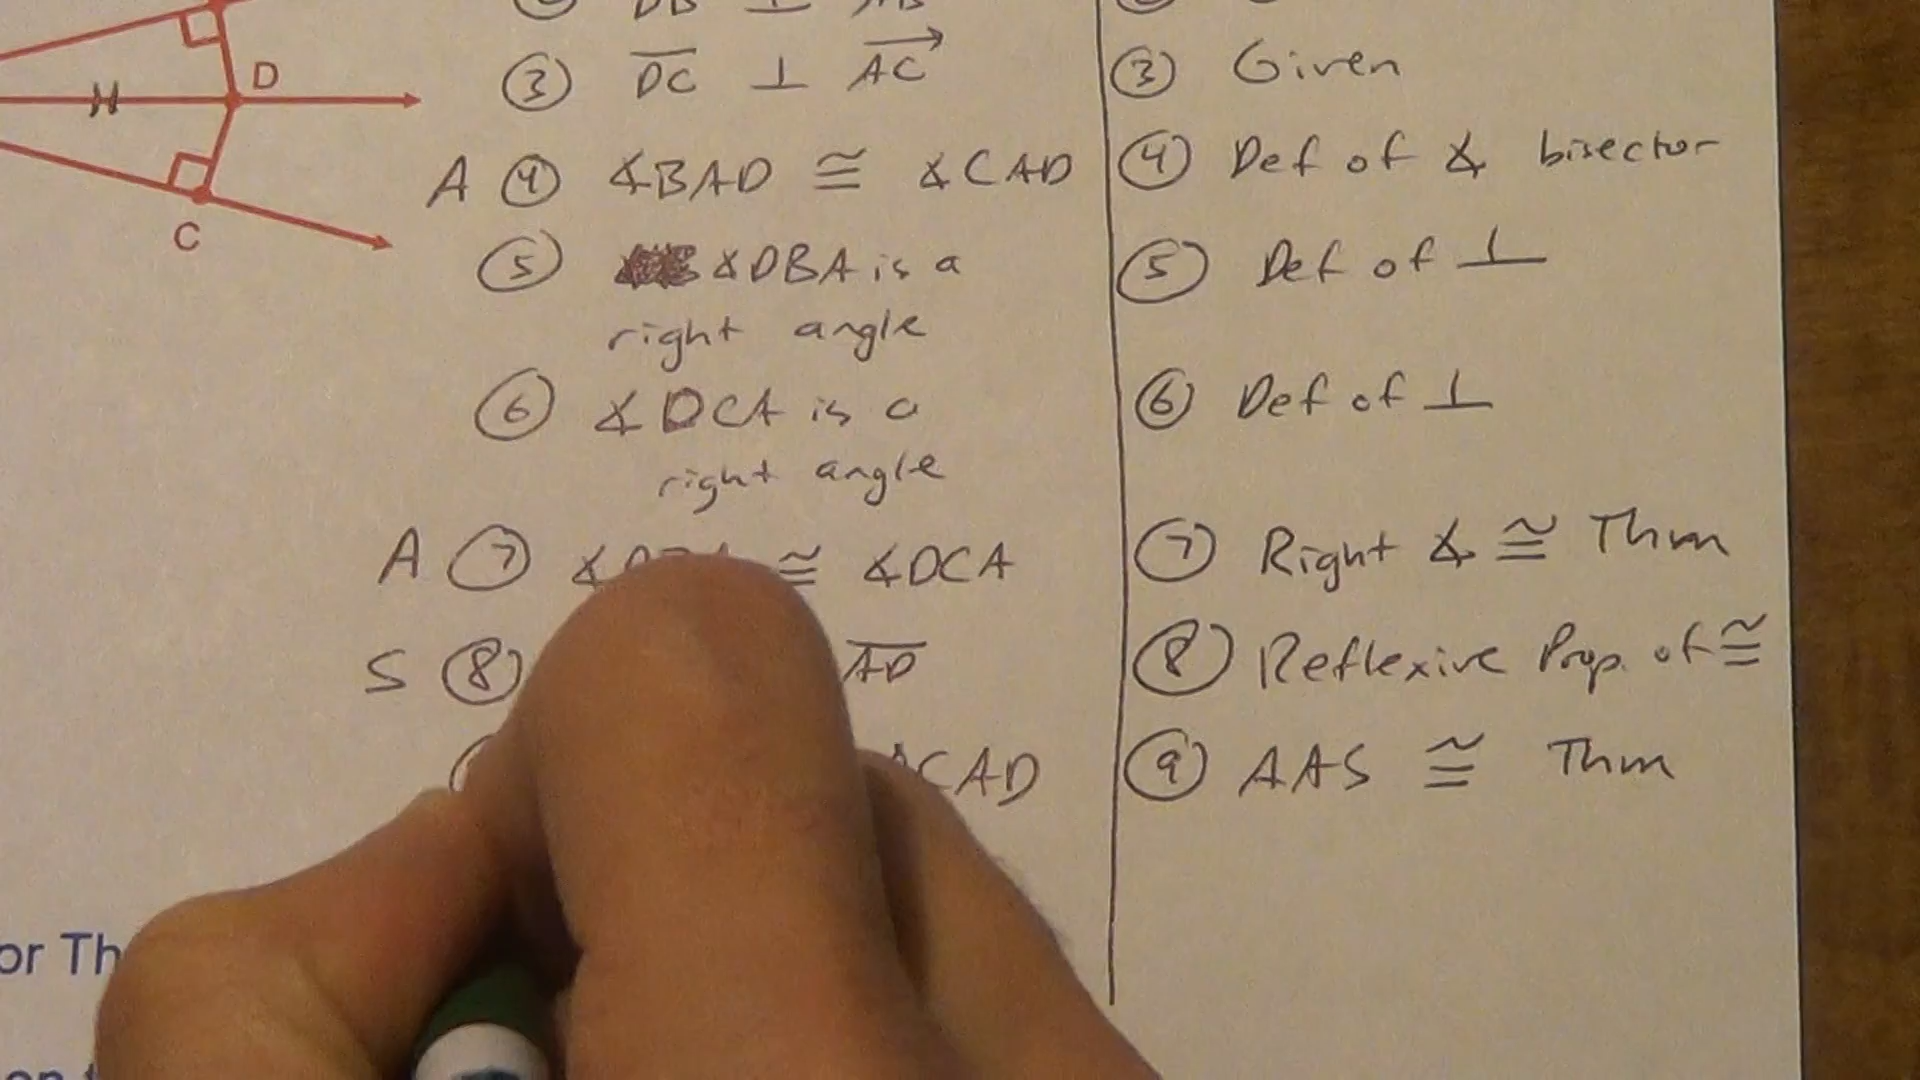 D
C
③ DC ⊥ AC ③ Given
A ④ ∡BAD ≅ ∡CAD ④ Def of ∡ bisector
⑤ ∡DBA is a ⑤ Def of ⊥
right angle
⑥ ∡DCA is a ⑥ Def of ⊥
right angle
A ⑦ ∡ ≅ ∡DCA ⑦ Right ∡ ≅ Thm
S ⑧ AD ⑧ Reflexive Prop. of ≅
CAD ⑨ AAS ≅ Thm
or Th